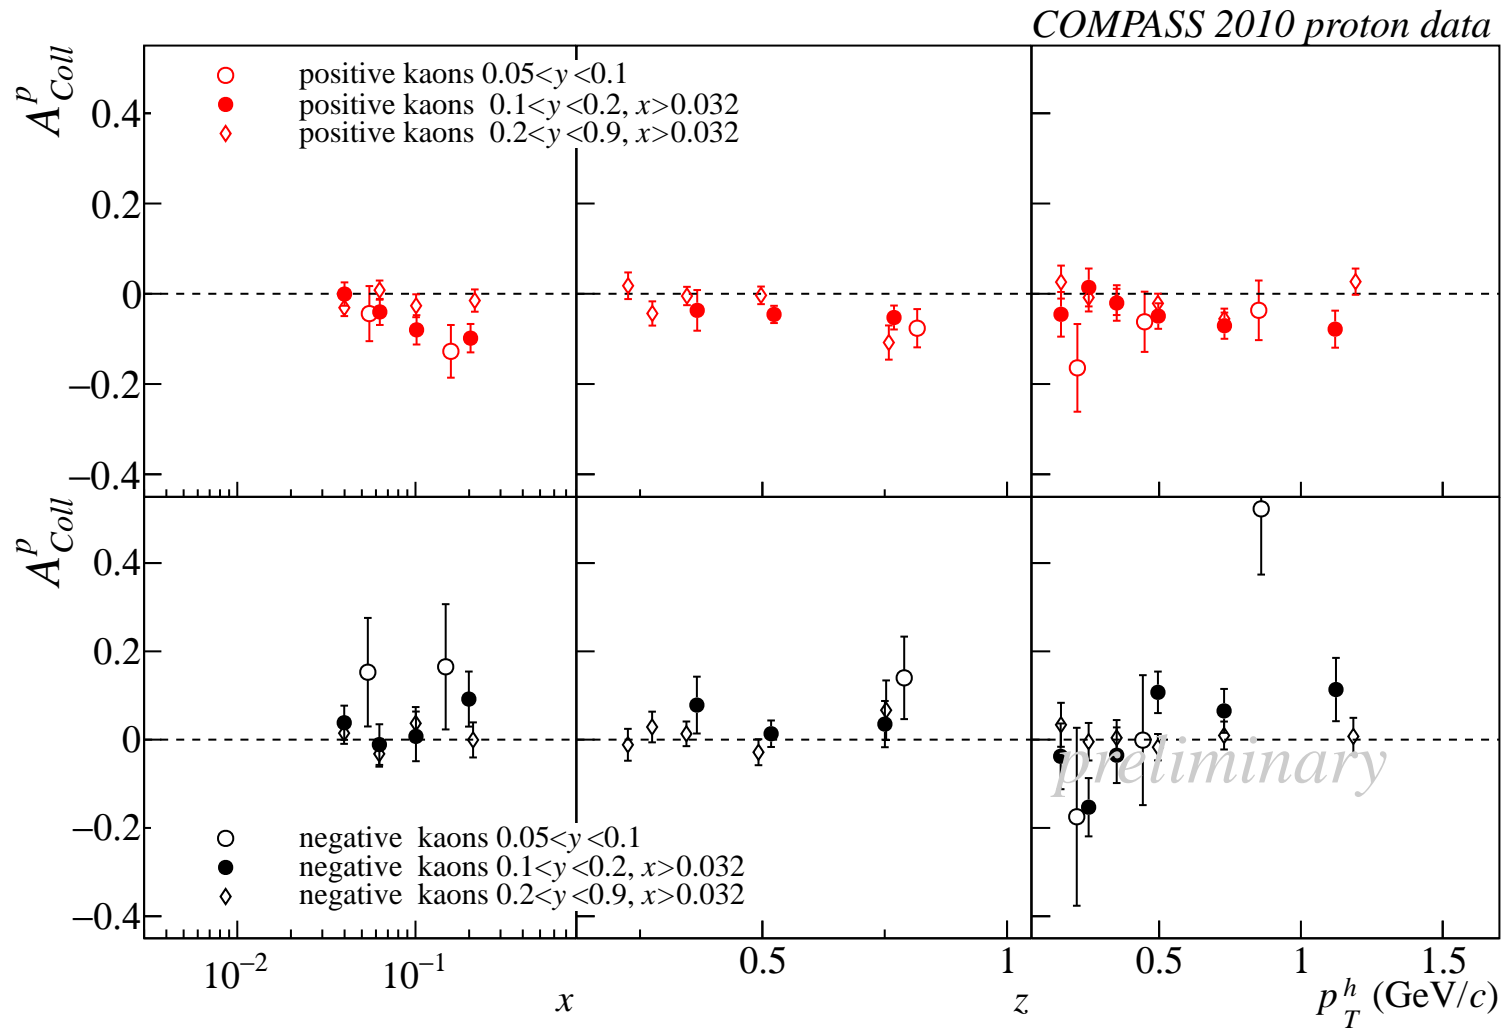 COMPASS 2010 proton data
A^p_Coll
positive kaons 0.05<y<0.1
positive kaons 0.1<y<0.2, x>0.032
positive kaons 0.2<y<0.9, x>0.032
0.4
0.2
0
−0.2
−0.4
A^p_Coll
0.4
0.2
0
−0.2
−0.4
preliminary
negative kaons 0.05<y<0.1
negative kaons 0.1<y<0.2, x>0.032
negative kaons 0.2<y<0.9, x>0.032
10^−2 10^−1 0.5 1 0.5 1 1.5
x z p_T^h (GeV/c)